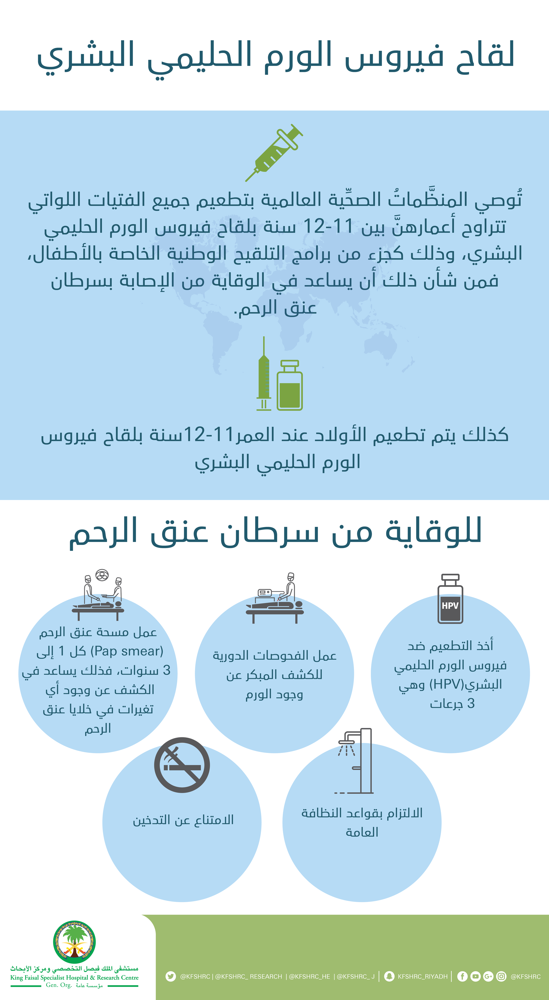 لقاح فيروس الورم الحليمي البشري
تُوصي المنظَّماتُ الصحِّية العالمية بتطعيم جميع الفتيات اللواتي
تتراوح أعمارهنَّ بين 11-12 سنة بلقاح فيروس الورم الحليمي
البشري، وذلك كجزء من برامج التلقيح الوطنية الخاصة بالأطفال،
فمن شأن ذلك أن يساعد في الوقاية من الإصابة بسرطان
عنق الرحم.
كذلك يتم تطعيم الأولاد عند العمر11-12سنة بلقاح فيروس
الورم الحليمي البشري
للوقاية من سرطان عنق الرحم
HPV
أخذ التطعيم ضد
فيروس الورم الحليمي
البشري(HPV) وهي
3 جرعات
عمل الفحوصات الدورية
للكشف المبكر عن
وجود الورم
عمل مسحة عنق الرحم
(Pap smear) كل 1 إلى
3 سنوات، فذلك يساعد في
الكشف عن وجود أي
تغيرات في خلايا عنق
الرحم
الالتزام بقواعد النظافة
العامة
الامتناع عن التدخين
مستشفى الملك فيصل التخصصي ومركز الأبحاث
King Faisal Specialist Hospital & Research Centre
Gen. Org. مؤسسة عامة
@KFSHRC | @KFSHRC_ RESEARCH | @KFSHRC_HE | @KFSHRC_ J | KFSHRC_RIYADH | @KFSHRC